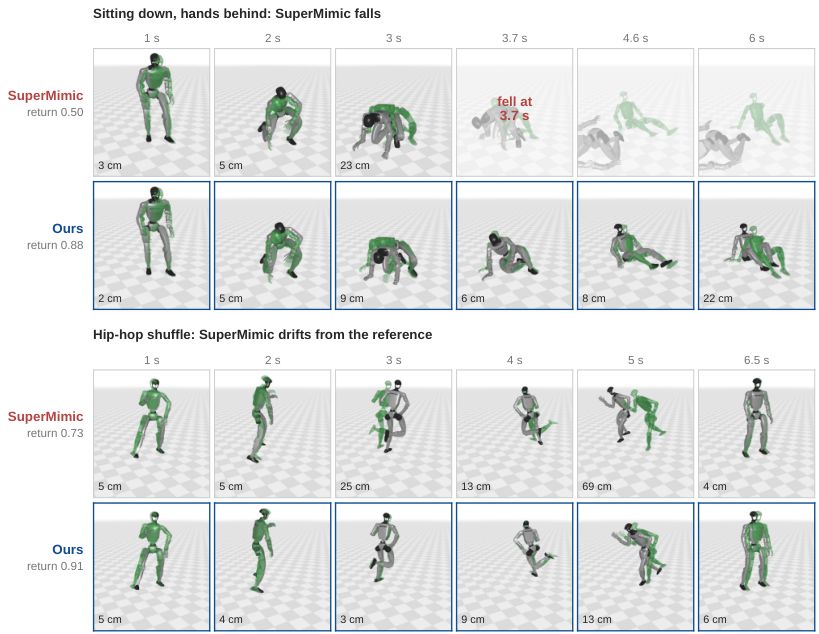 Sitting down, hands behind: SuperMimic falls
1 s 2 s 3 s 3.7 s 4.6 s 6 s
SuperMimic
return 0.50
fell at
3.7 s
3 cm 5 cm 23 cm
Ours
return 0.88
2 cm 5 cm 9 cm 6 cm 8 cm 22 cm
Hip-hop shuffle: SuperMimic drifts from the reference
1 s 2 s 3 s 4 s 5 s 6.5 s
SuperMimic
return 0.73
5 cm 5 cm 25 cm 13 cm 69 cm 4 cm
Ours
return 0.91
5 cm 4 cm 3 cm 9 cm 13 cm 6 cm